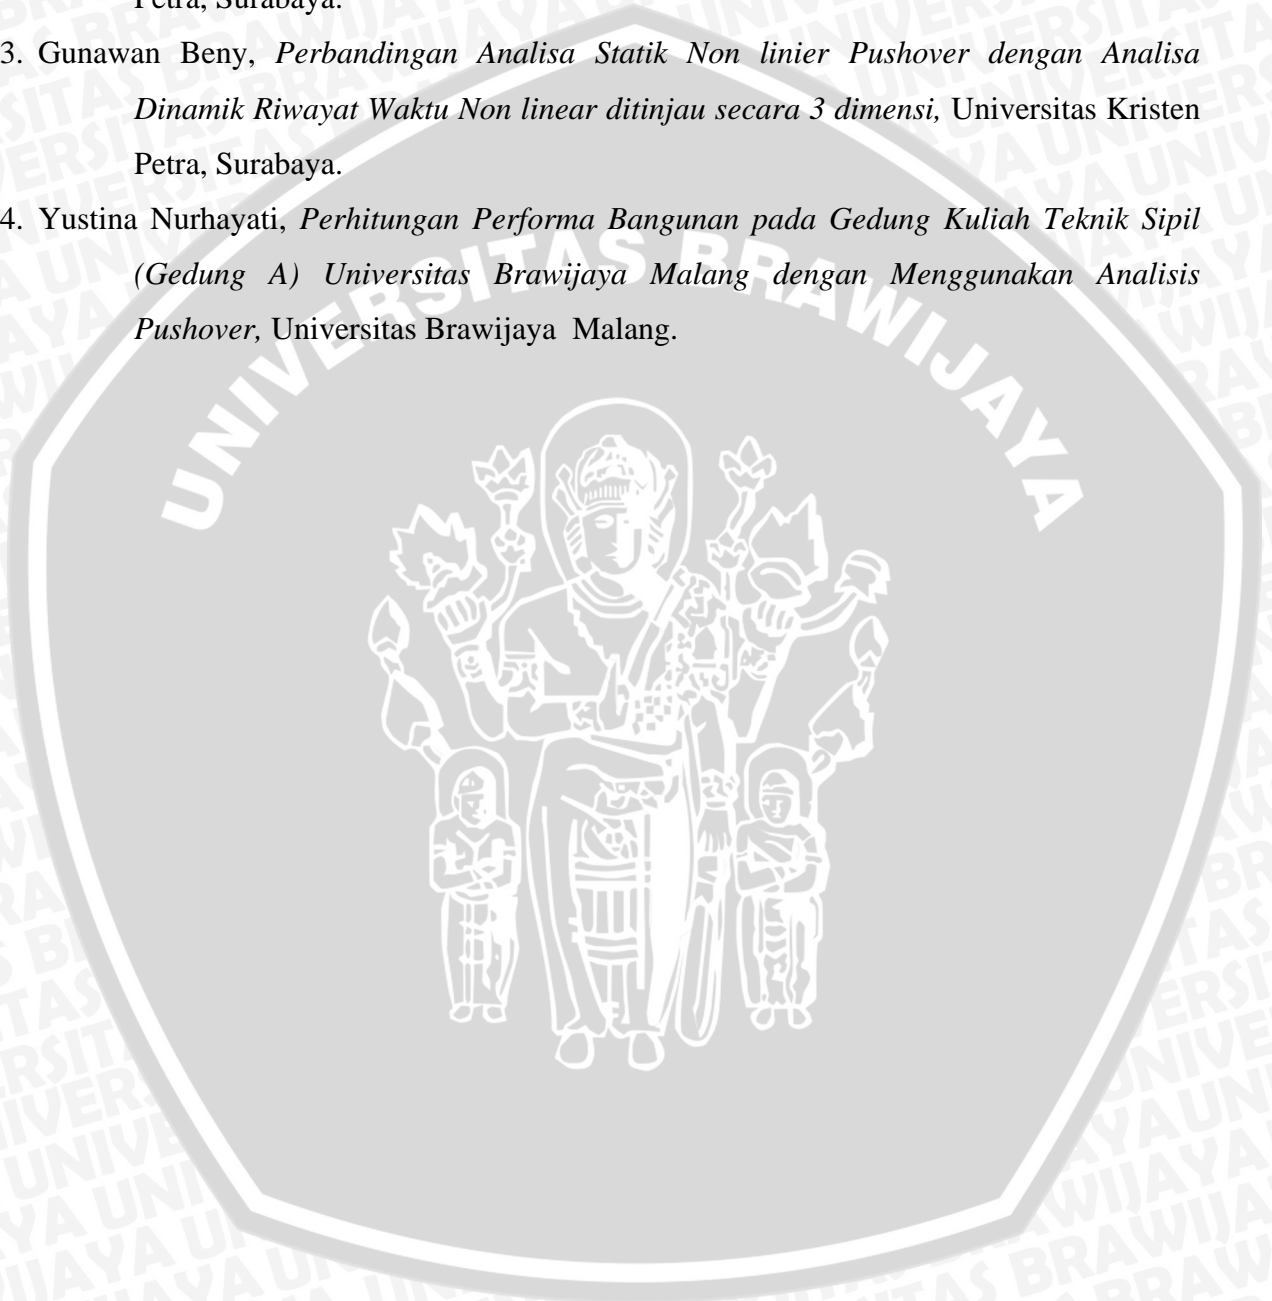 Petra, Surabaya.
3. Gunawan Beny, Perbandingan Analisa Statik Non linier Pushover dengan Analisa
Dinamik Riwayat Waktu Non linear ditinjau secara 3 dimensi, Universitas Kristen
Petra, Surabaya.
4. Yustina Nurhayati, Perhitungan Performa Bangunan pada Gedung Kuliah Teknik Sipil
(Gedung A) Universitas Brawijaya Malang dengan Menggunakan Analisis
Pushover, Universitas Brawijaya Malang.
UNIVERSITAS BRAWIJAYA